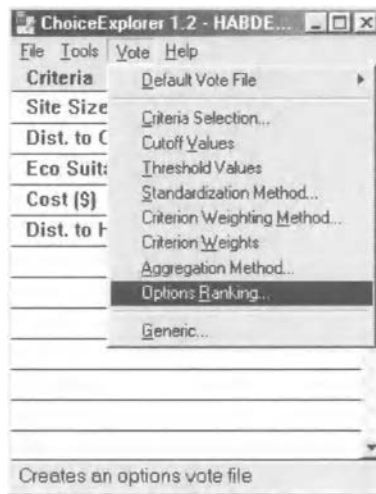 ChoiceExplorer 1.2 - HABDE...
File Tools Vote Help
Criteria
Site Size
Dist. to
Eco Suit
Cost ($)
Dist. to
Default Vote File
Criteria Selection...
Cutoff Values
Threshold Values
Standardization Method...
Criterion Weighting Method...
Criterion Weights
Aggregation Method...
Options Ranking...
Generic...
Creates an options vote file